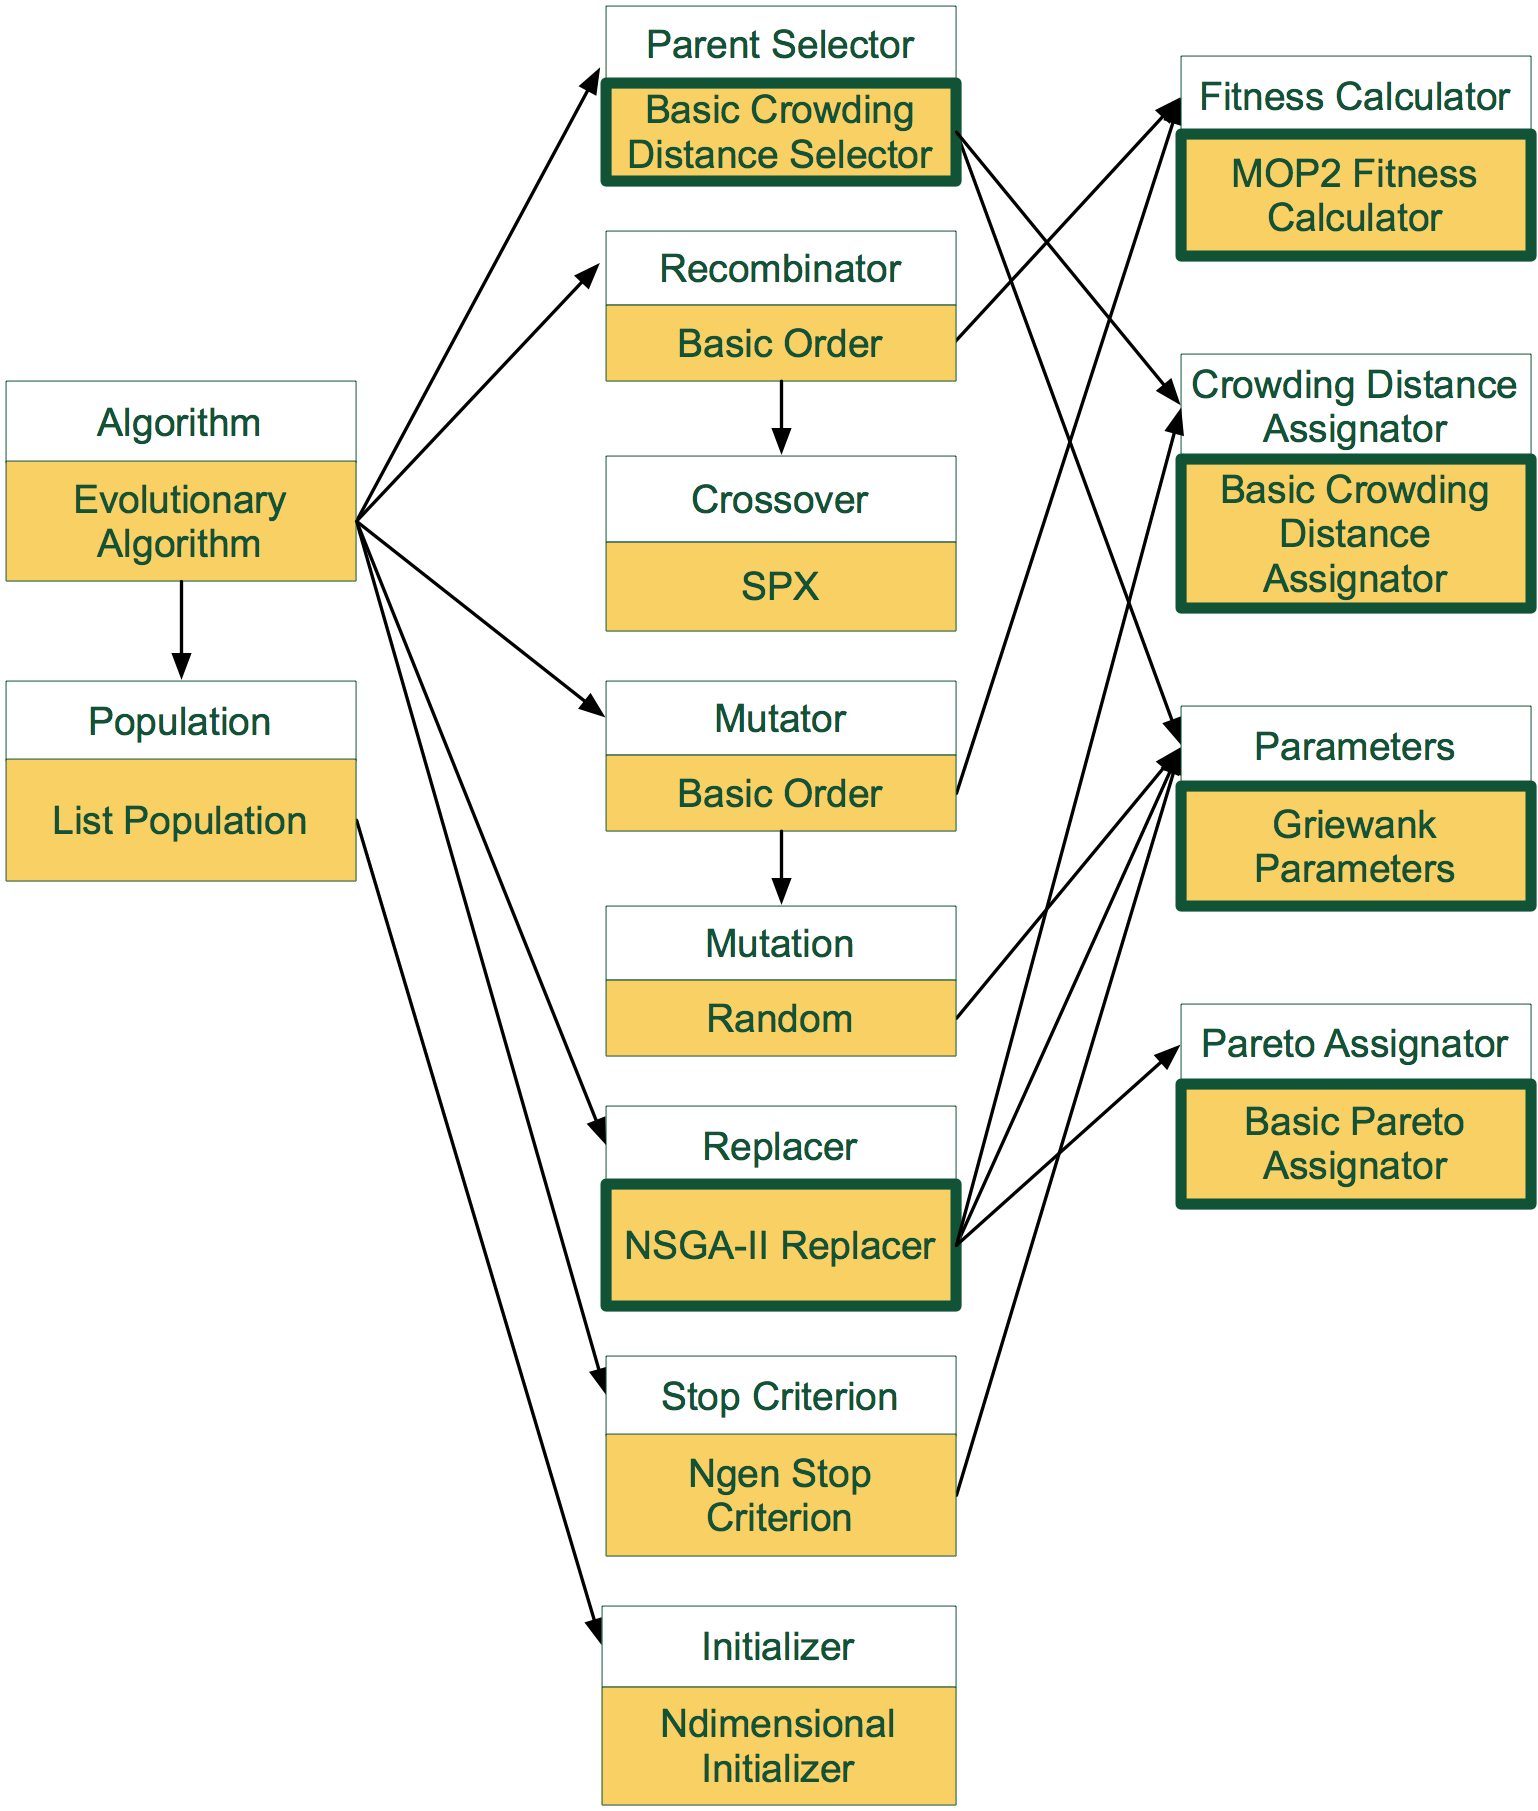 Algorithm
Evolutionary
Algorithm
Population
List Population
Parent Selector
Basic Crowding
Distance Selector
Recombinator
Basic Order
Crossover
SPX
Mutator
Basic Order
Mutation
Random
Replacer
NSGA-II Replacer
Stop Criterion
Ngen Stop
Criterion
Initializer
Ndimensional
Initializer
Fitness Calculator
MOP2 Fitness
Calculator
Crowding Distance
Assignator
Basic Crowding
Distance
Assignator
Parameters
Griewank
Parameters
Pareto Assignator
Basic Pareto
Assignator